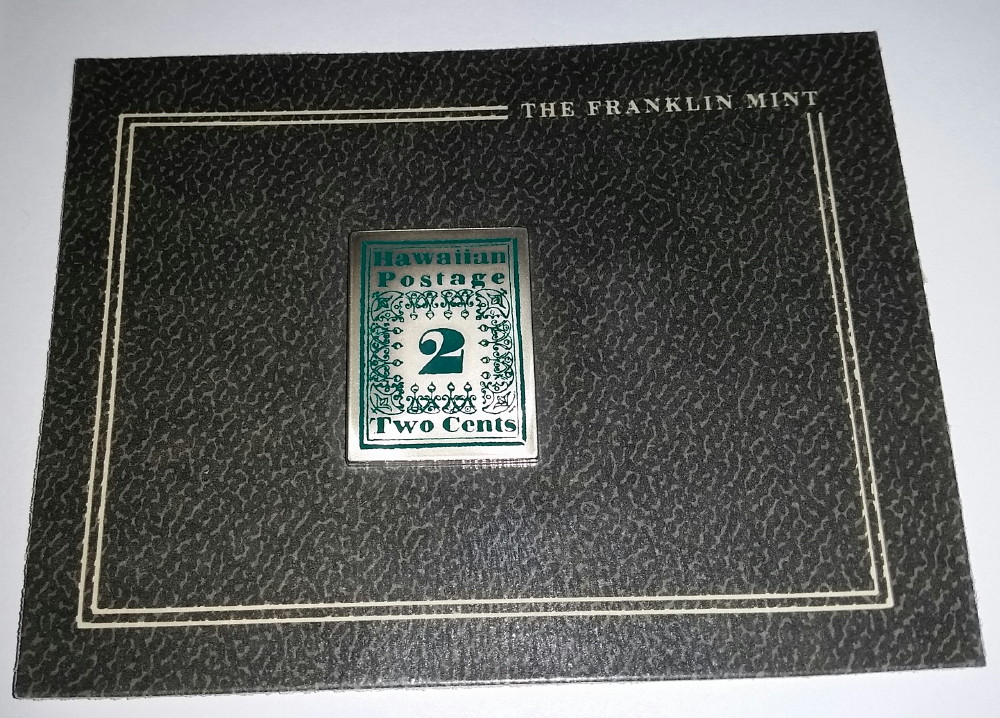 THE FRANKLIN MINT
Hawaiian
Postage
2
Two Cents